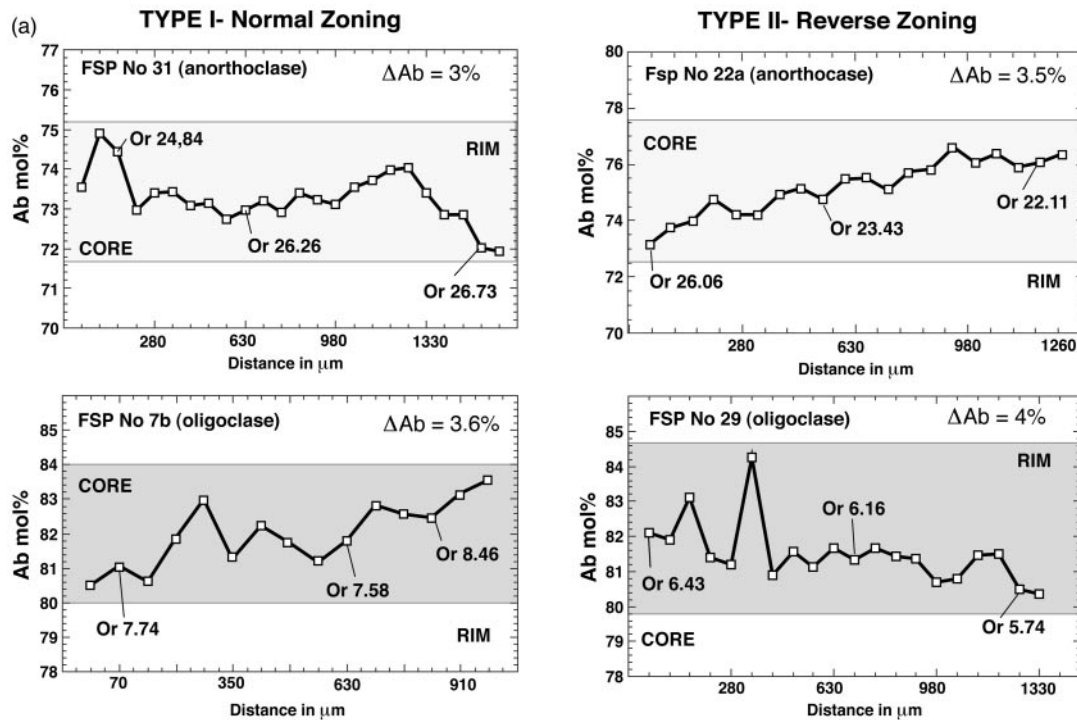 (a)
TYPE I- Normal Zoning
TYPE II- Reverse Zoning
FSP No 31 (anorthoclase)
ΔAb = 3%
Ab mol%
77
76
75
74
73
72
71
70
RIM
CORE
Or 24,84
Or 26.26
Or 26.73
280
630
980
1330
Distance in μm
Fsp No 22a (anorthocase)
ΔAb = 3.5%
Ab mol%
80
78
76
74
72
70
CORE
RIM
Or 22.11
Or 23.43
Or 26.06
280
630
980
1260
Distance in μm
FSP No 7b (oligoclase)
ΔAb = 3.6%
Ab mol%
85
84
83
82
81
80
79
78
CORE
RIM
Or 8.46
Or 7.58
Or 7.74
70
350
630
910
Distance in μm
FSP No 29 (oligoclase)
ΔAb = 4%
Ab mol%
85
84
83
82
81
80
79
78
RIM
CORE
Or 6.16
Or 6.43
Or 5.74
280
630
980
1330
Distance in μm